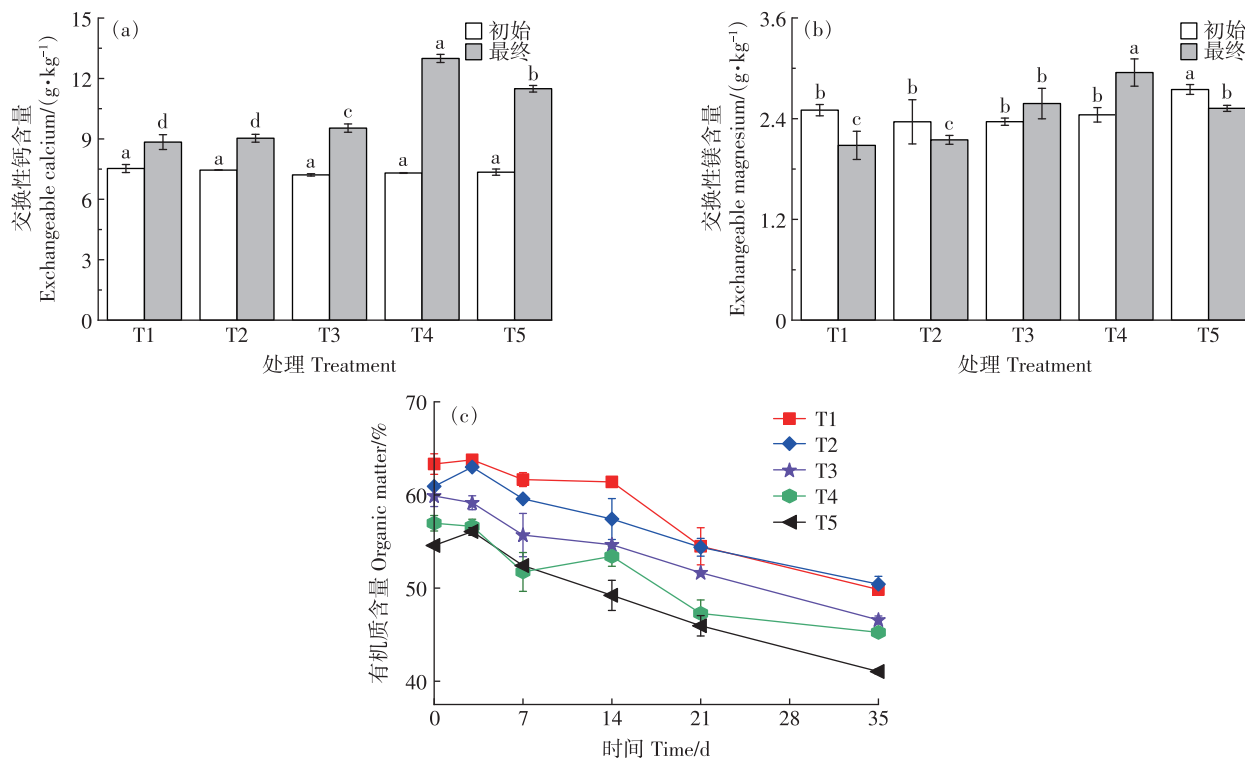 (a)
初始
最终
15
12
9
6
3
0
交换性钙含量
Exchangeable calcium/(g·kg⁻¹)
a d a d a c a a a b
T1 T2 T3 T4 T5
处理 Treatment
(b)
初始
最终
3.6
2.4
1.2
0
交换性镁含量
Exchangeable magnesium/(g·kg⁻¹)
b c b c b b b a a b
T1 T2 T3 T4 T5
处理 Treatment
(c)
T1
T2
T3
T4
T5
70
60
50
40
有机质含量 Organic matter/%
0 7 14 21 28 35
时间 Time/d